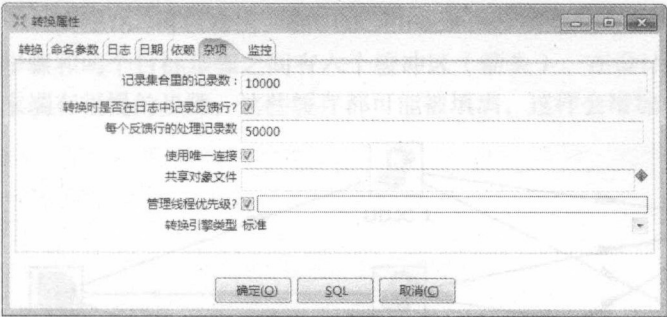 转换属性
转换 命名参数 日志 日期 依赖 杂项 监控
记录集合里的记录数： 10000
转换时是否在日志中记录反馈行？
每个反馈行的处理记录数 50000
使用唯一连接
共享对象文件
管理线程优先级？
转换引擎类型 标准
确定(O) SQL 取消(C)